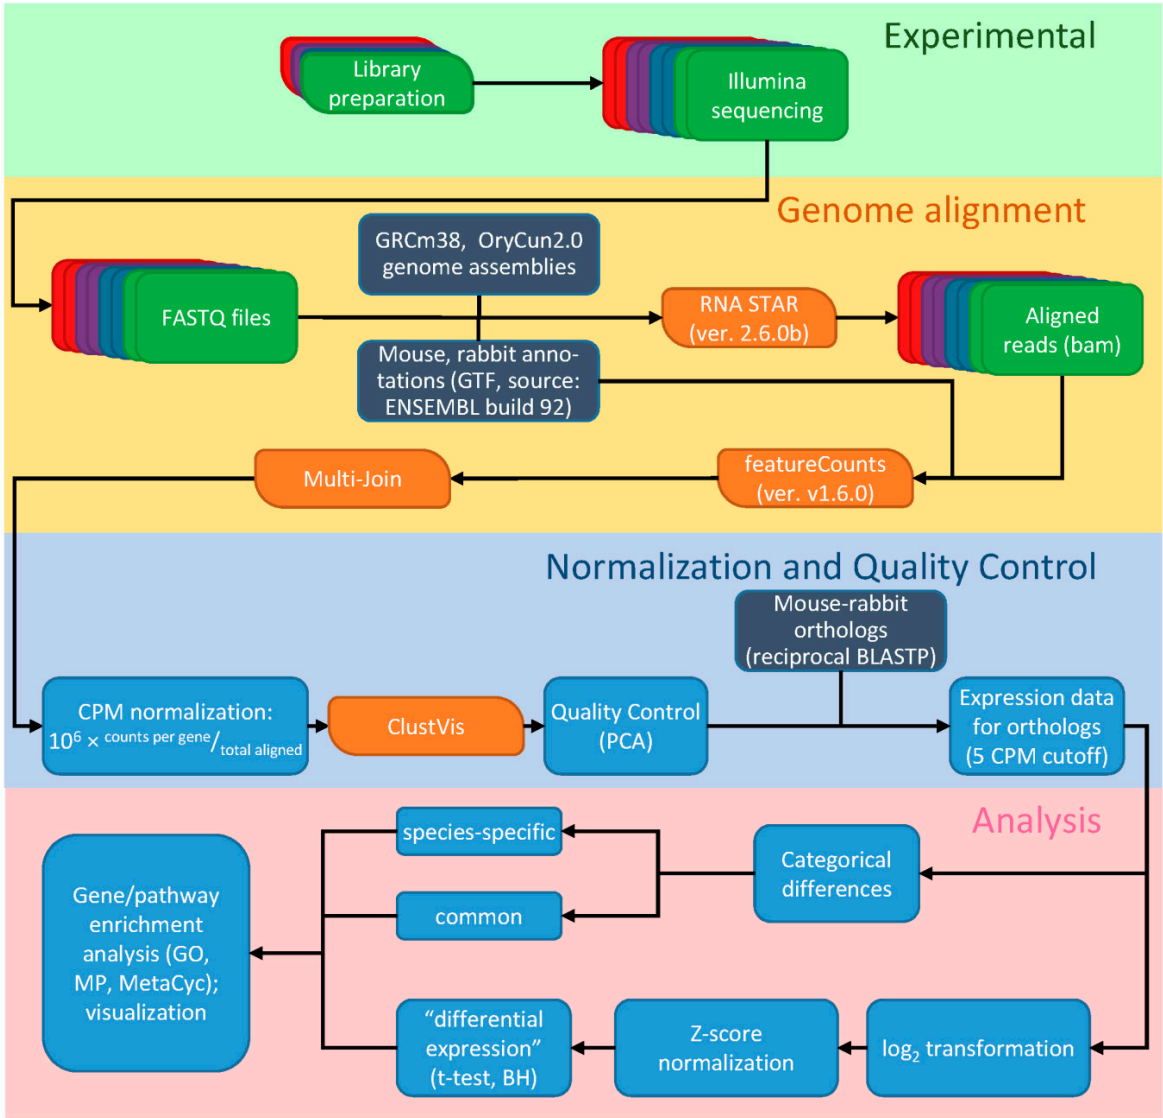 Experimental
Library
preparation
Illumina
sequencing
Genome alignment
GRCm38, OryCun2.0
genome assemblies
FASTQ files
RNA STAR
(ver. 2.6.0b)
Aligned
reads (bam)
Mouse, rabbit anno-
tations (GTF, source:
ENSEMBL build 92)
Multi-Join
featureCounts
(ver. v1.6.0)
Normalization and Quality Control
Mouse-rabbit
orthologs
(reciprocal BLASTP)
CPM normalization:
10⁶ × counts per gene/total aligned
ClustVis
Quality Control
(PCA)
Expression data
for orthologs
(5 CPM cutoff)
Analysis
species-specific
common
Categorical
differences
Gene/pathway
enrichment
analysis (GO,
MP, MetaCyc);
visualization
“differential
expression”
(t-test, BH)
Z-score
normalization
log₂ transformation